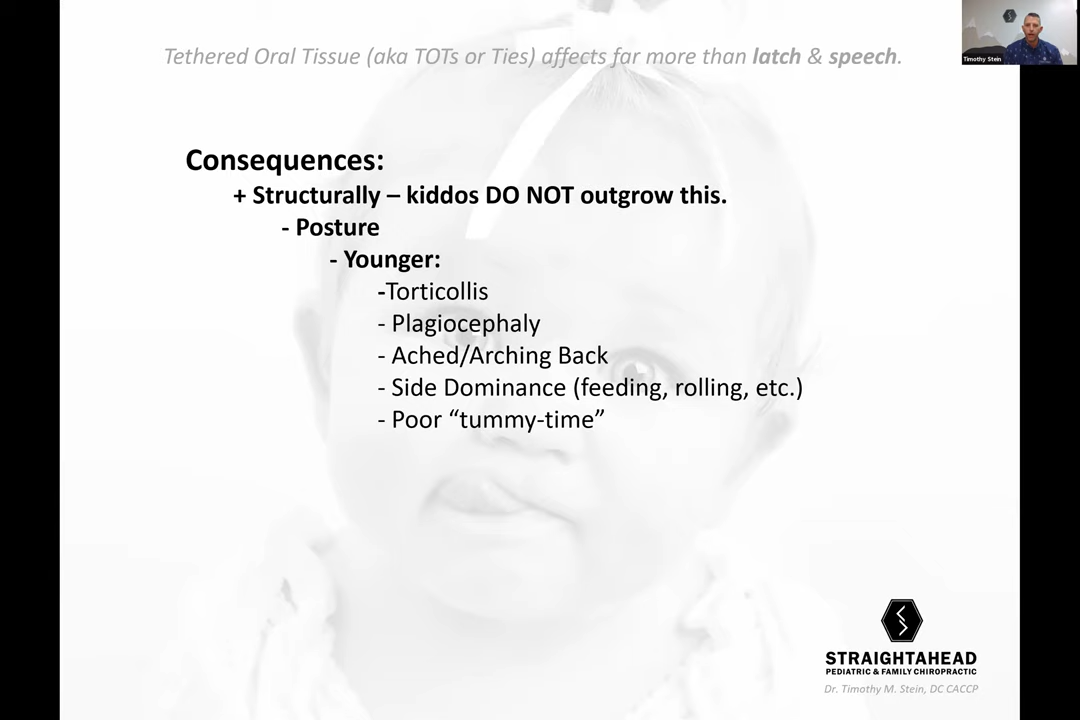 Tethered Oral Tissue (aka TOTs or Ties) affects far more than latch & speech.
Timothy Stein
Consequences:
+ Structurally – kiddos DO NOT outgrow this.
- Posture
- Younger:
-Torticollis
- Plagiocephaly
- Ached/Arching Back
- Side Dominance (feeding, rolling, etc.)
- Poor “tummy-time”
STRAIGHTAHEAD
PEDIATRIC & FAMILY CHIROPRACTIC
Dr. Timothy M. Stein, DC CACCP